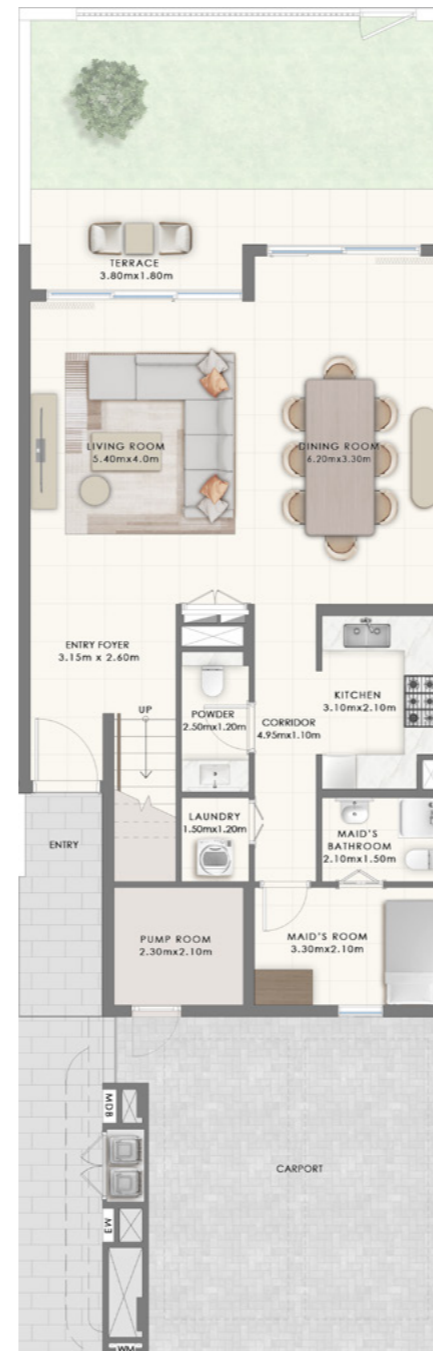 TERRACE
3.80mx1.80m
LIVING ROOM
5.40mx4.0m
DINING ROOM
6.20mx3.30m
ENTRY FOYER
3.15m x 2.60m
UP
POWDER
2.50mx1.20m
CORRIDOR
4.95mx1.10m
KITCHEN
3.10mx2.10m
LAUNDRY
1.50mx1.20m
MAID'S
BATHROOM
2.10mx1.50m
ENTRY
PUMP ROOM
2.30mx2.10m
MAID'S ROOM
3.30mx2.10m
MDB
CARPORT
M3
WM